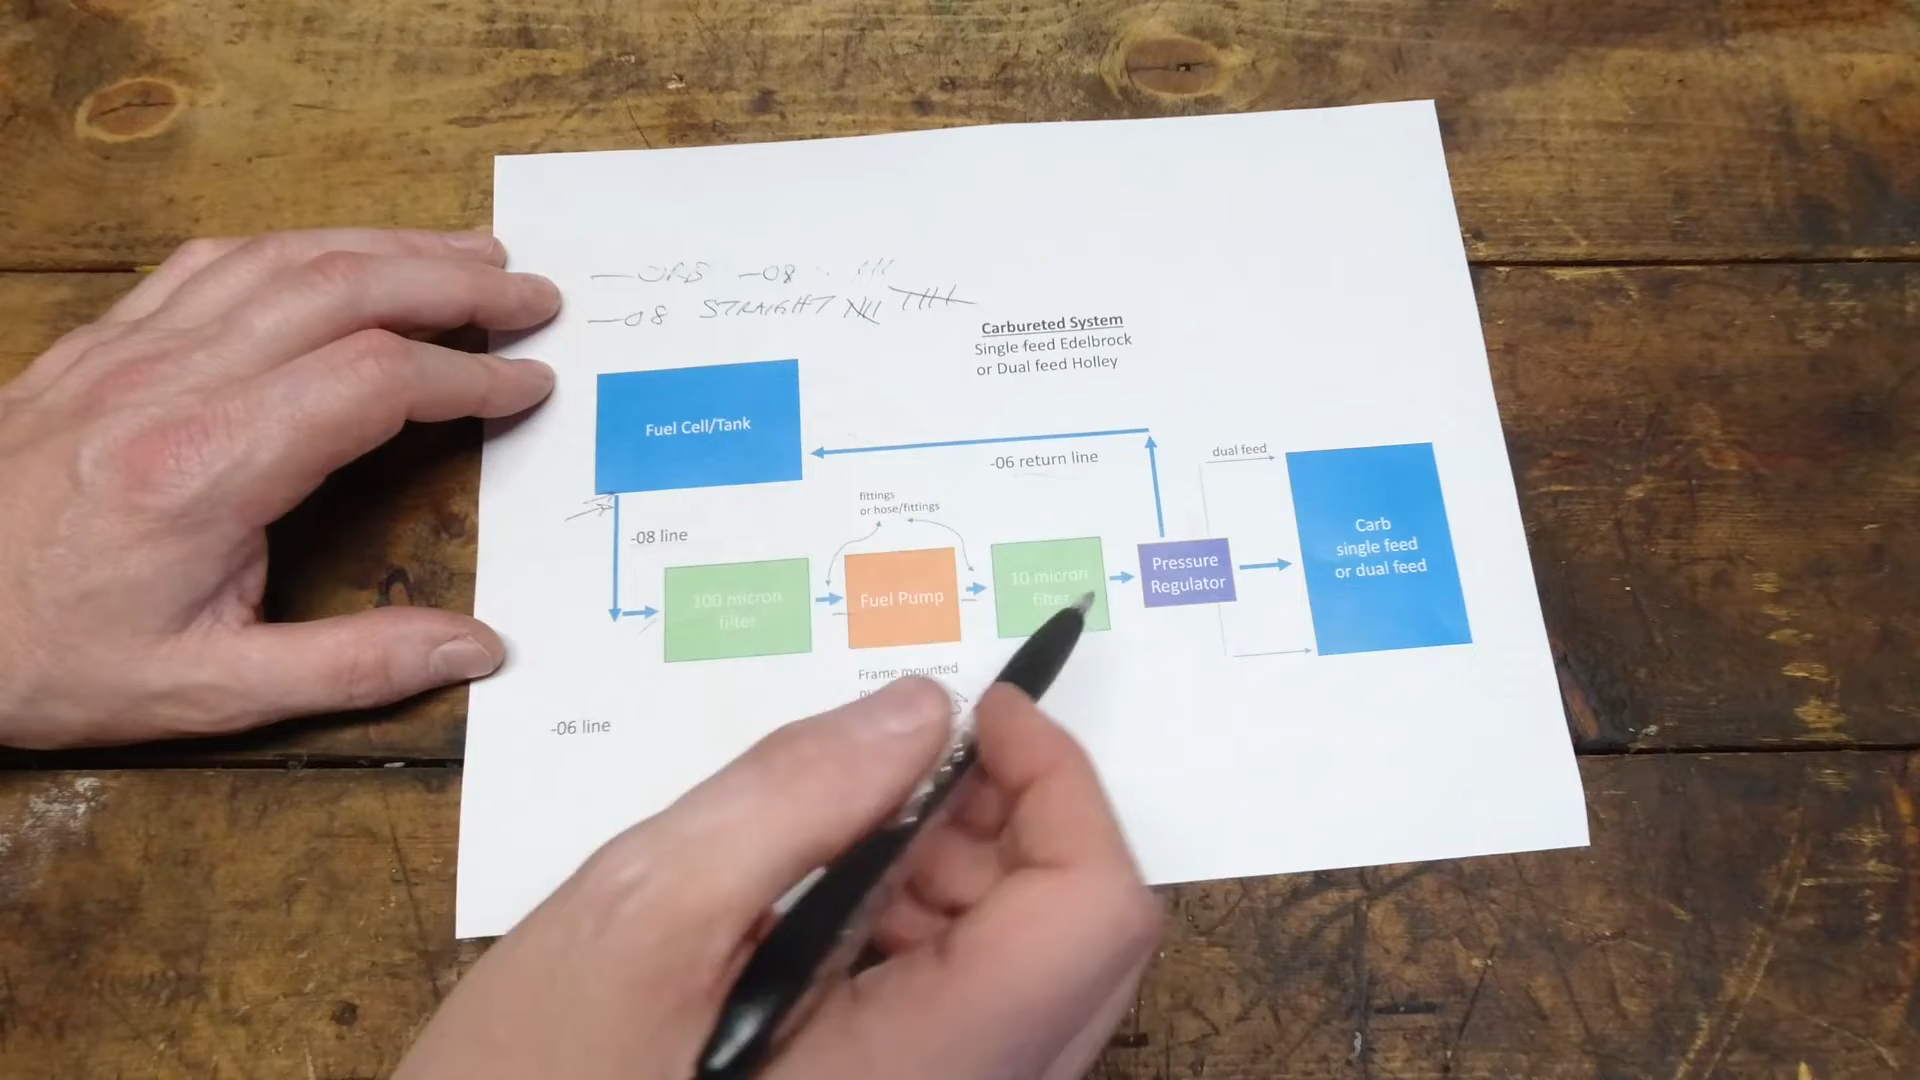 — ORB -08
-08 STRAIGHT
Carbureted System
Single feed Edelbrock
or Dual feed Holley
Fuel Cell/Tank
-06 return line
dual feed
fittings
or hose/fittings
-08 line
100 micron
filter
Fuel Pump
10 micron
filter
Pressure
Regulator
Carb
single feed
or dual feed
Frame mounted
-06 line